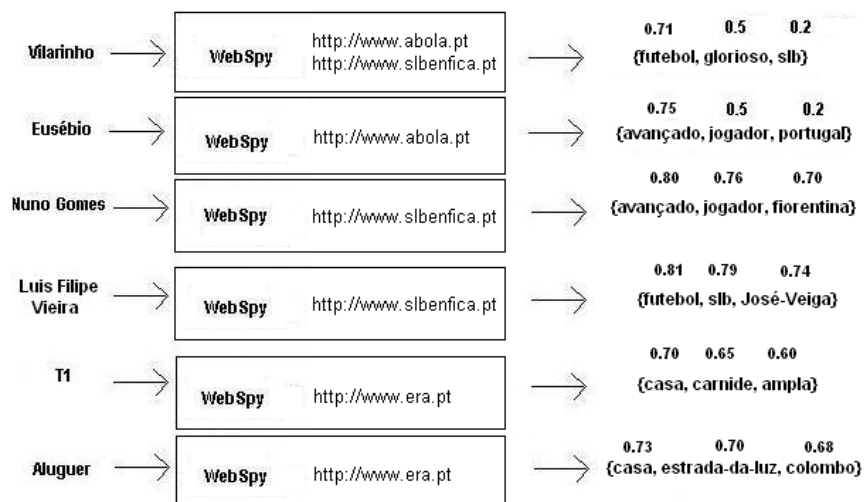 0.71 0.5 0.2
Vilarinho WebSpy http://www.abola.pt
http://www.slbenfica.pt
{futebol, glorioso, slb}
0.75 0.5 0.2
Eusébio WebSpy http://www.abola.pt {avançado, jogador, portugal}
0.80 0.76 0.70
Nuno Gomes WebSpy http://www.slbenfica.pt {avançado, jogador, fiorentina}
0.81 0.79 0.74
Luis Filipe
Vieira WebSpy http://www.slbenfica.pt {futebol, slb, José-Veiga}
0.70 0.65 0.60
T1 WebSpy http://www.era.pt {casa, carnide, ampla}
0.73 0.70 0.68
Aluguer WebSpy http://www.era.pt {casa, estrada-da-luz, colombo}